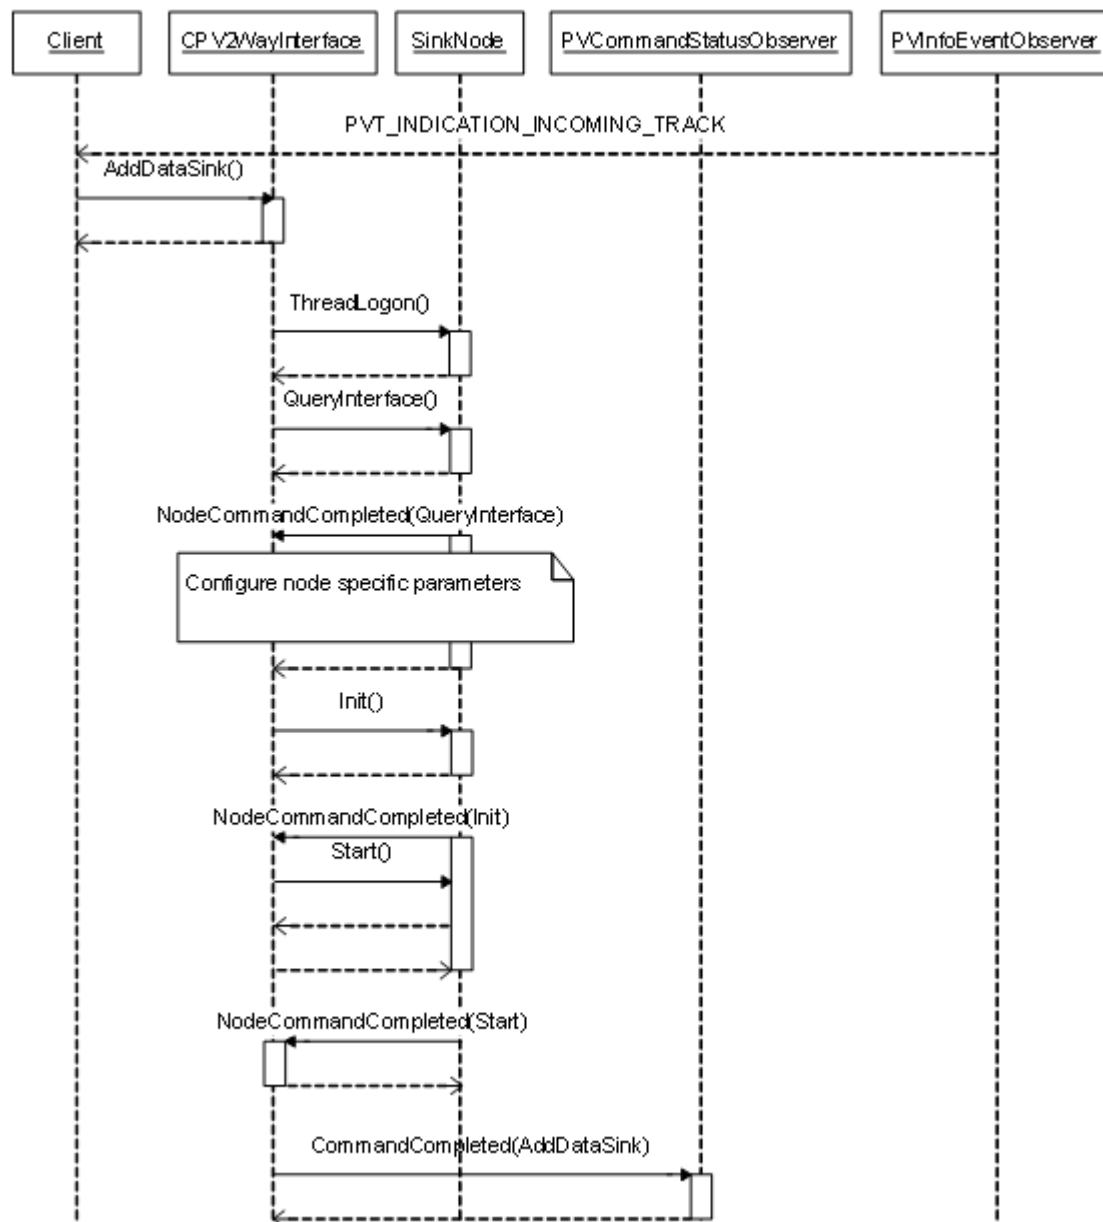 Client
CPV2WayInterface
SinkNode
PVCommandStatusObserver
PVInfoEventObserver
PVT_INDICATION_INCOMING_TRACK
AddDataSink()
ThreadLogon()
QueryInterface()
NodeCommandCompleted(QueryInterface)
Configure node specific parameters
Init()
NodeCommandCompleted(Init)
Start()
NodeCommandCompleted(Start)
CommandCompleted(AddDataSink)